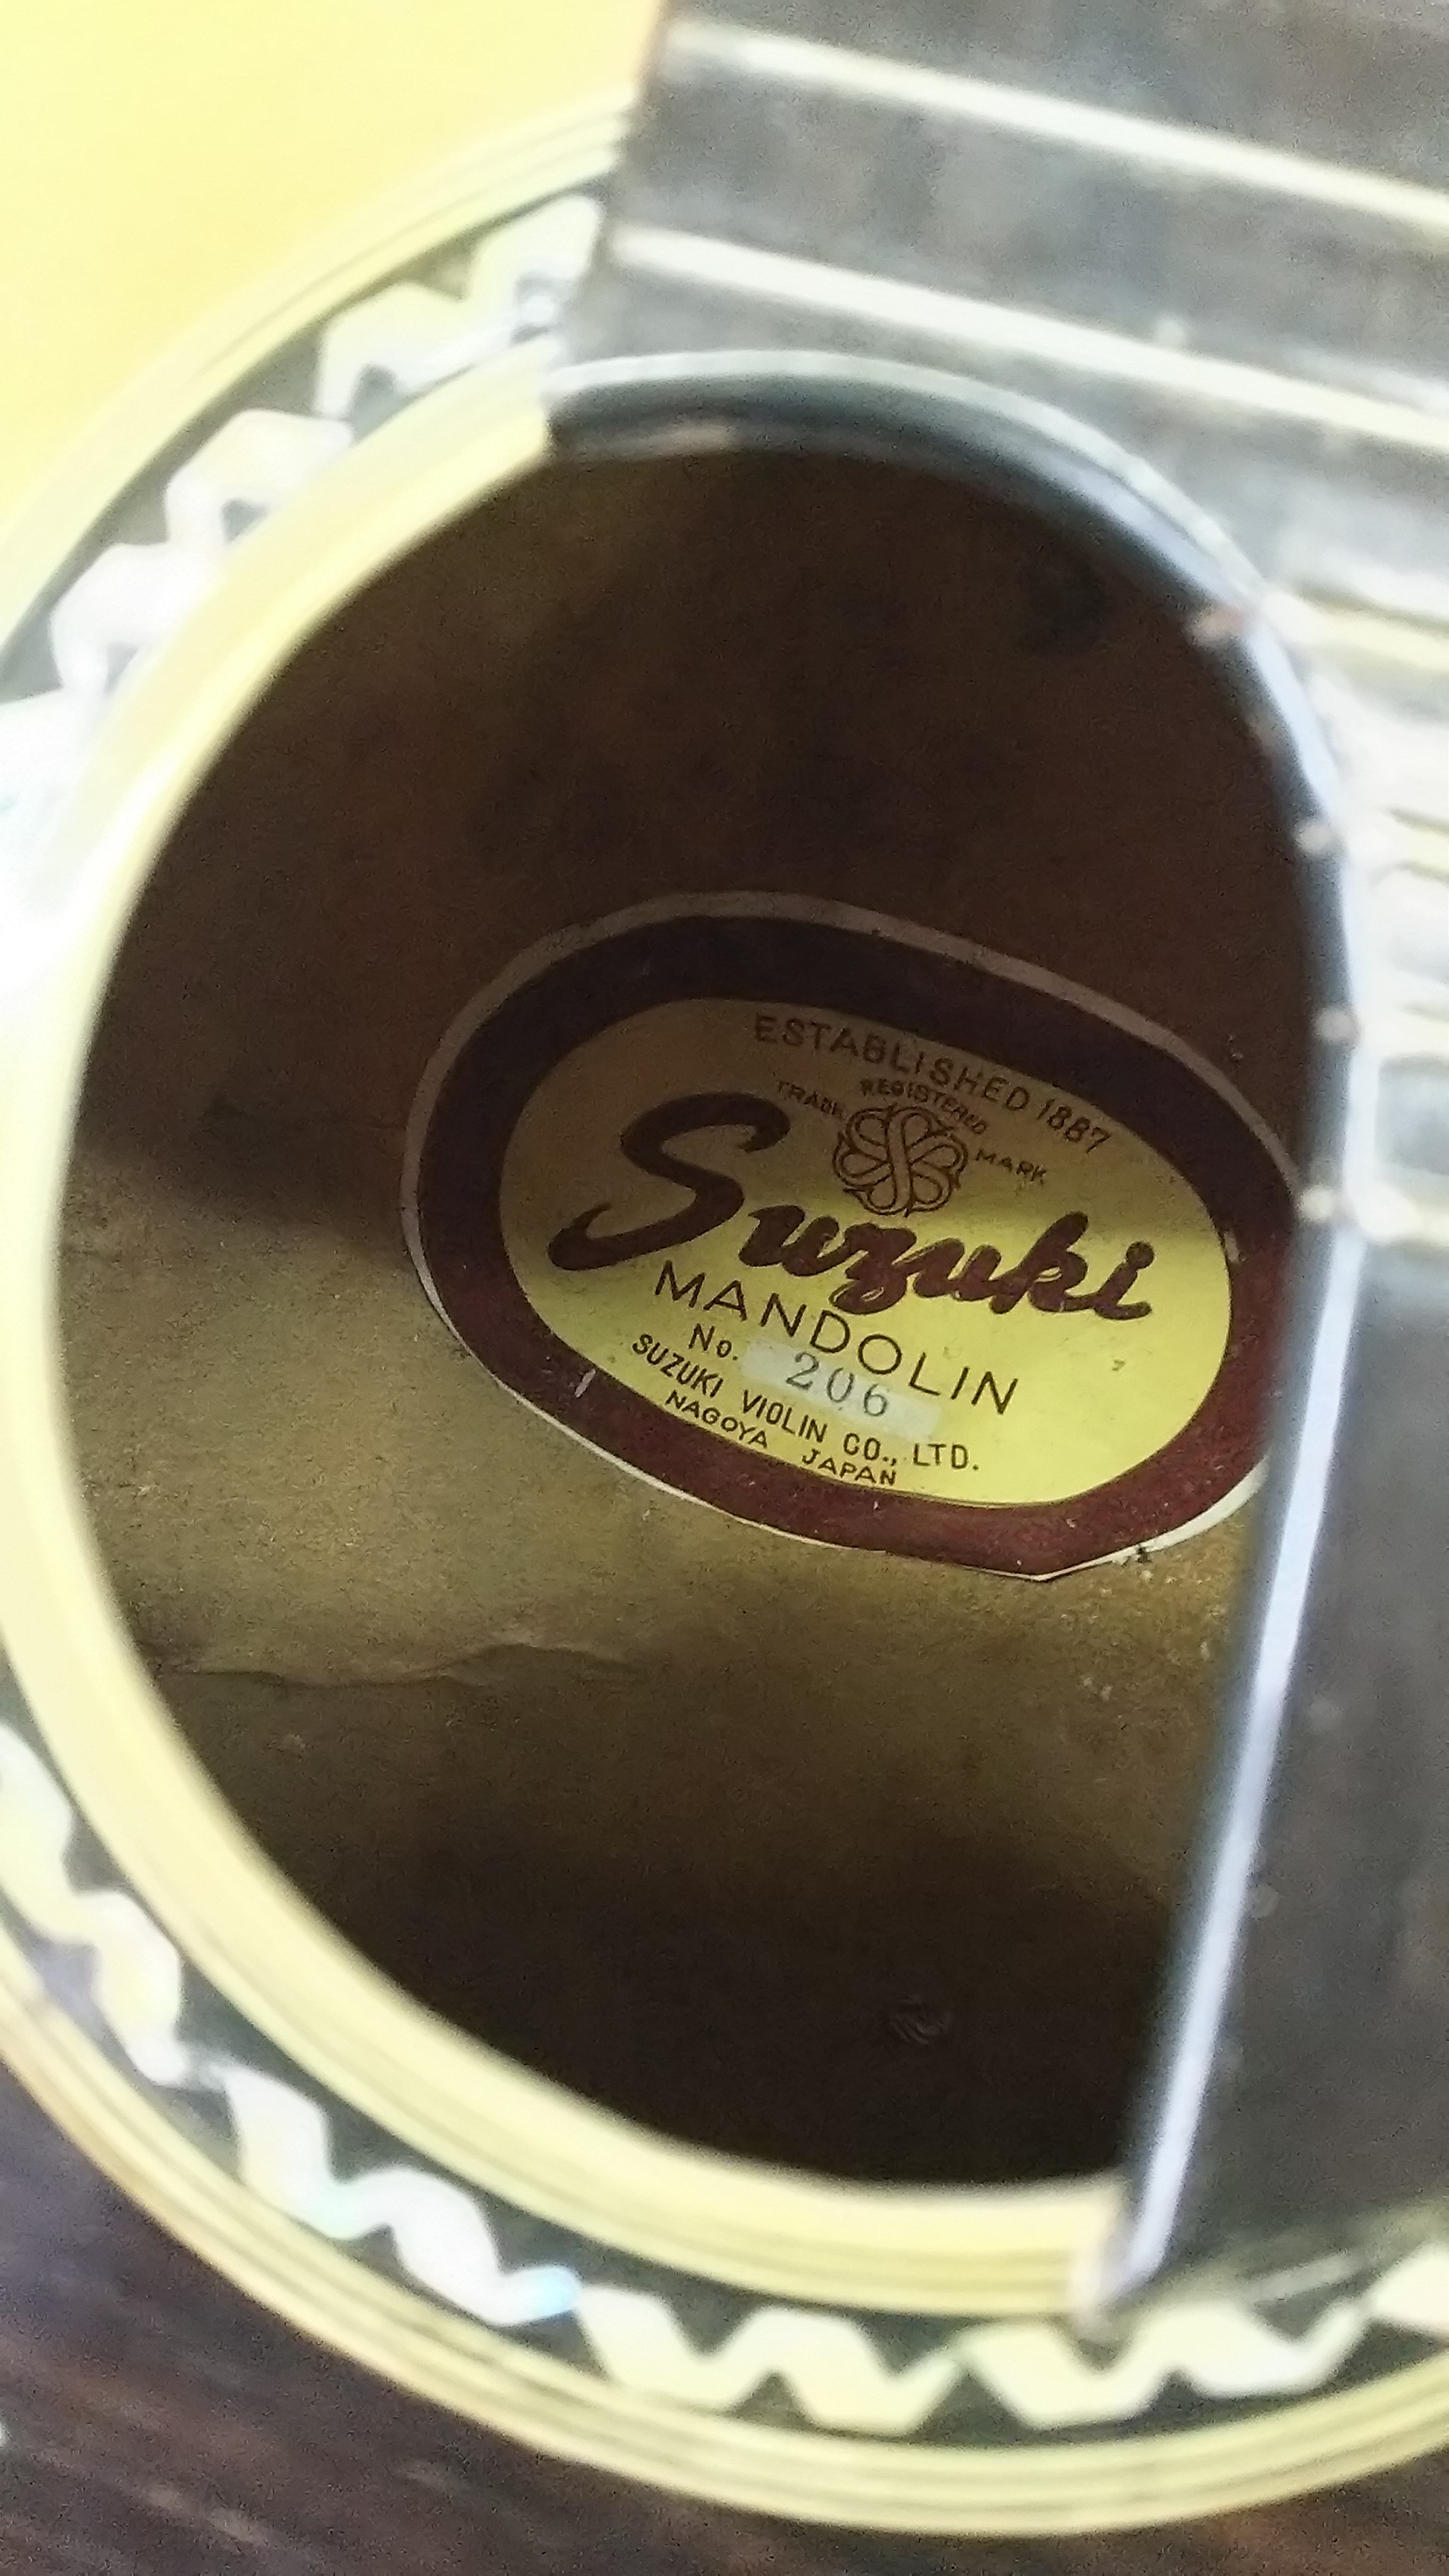 ESTABLISHED 1887
REGISTERED
TRADE MARK
Suzuki
MANDOLIN
No. 206
SUZUKI VIOLIN CO., LTD.
NAGOYA JAPAN